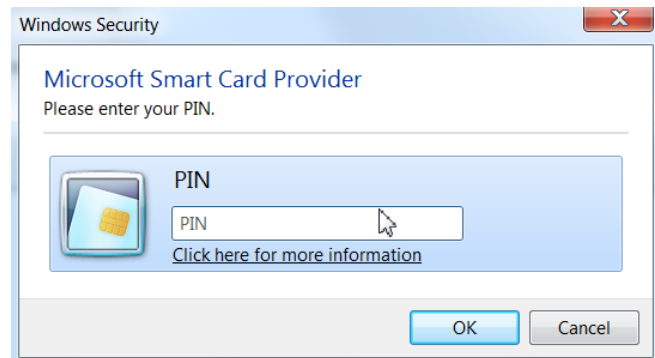 Windows Security
X
Microsoft Smart Card Provider
Please enter your PIN.
PIN
PIN
Click here for more information
OK
Cancel